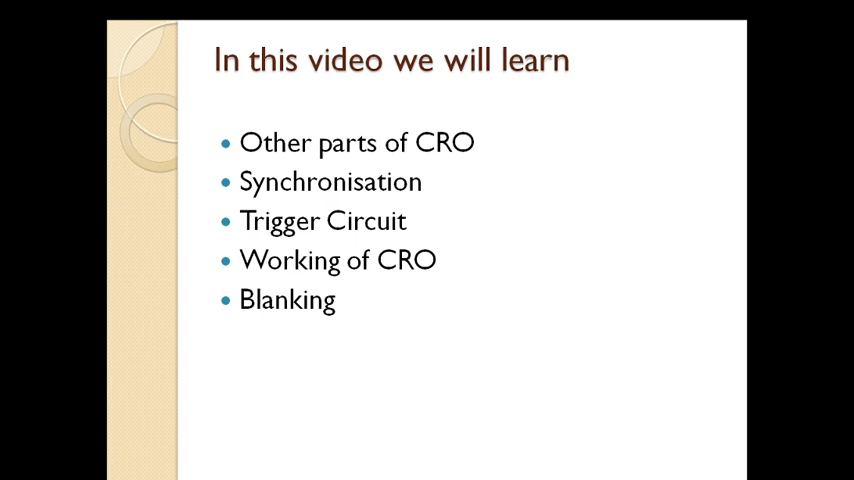 In this video we will learn
• Other parts of CRO
• Synchronisation
• Trigger Circuit
• Working of CRO
• Blanking